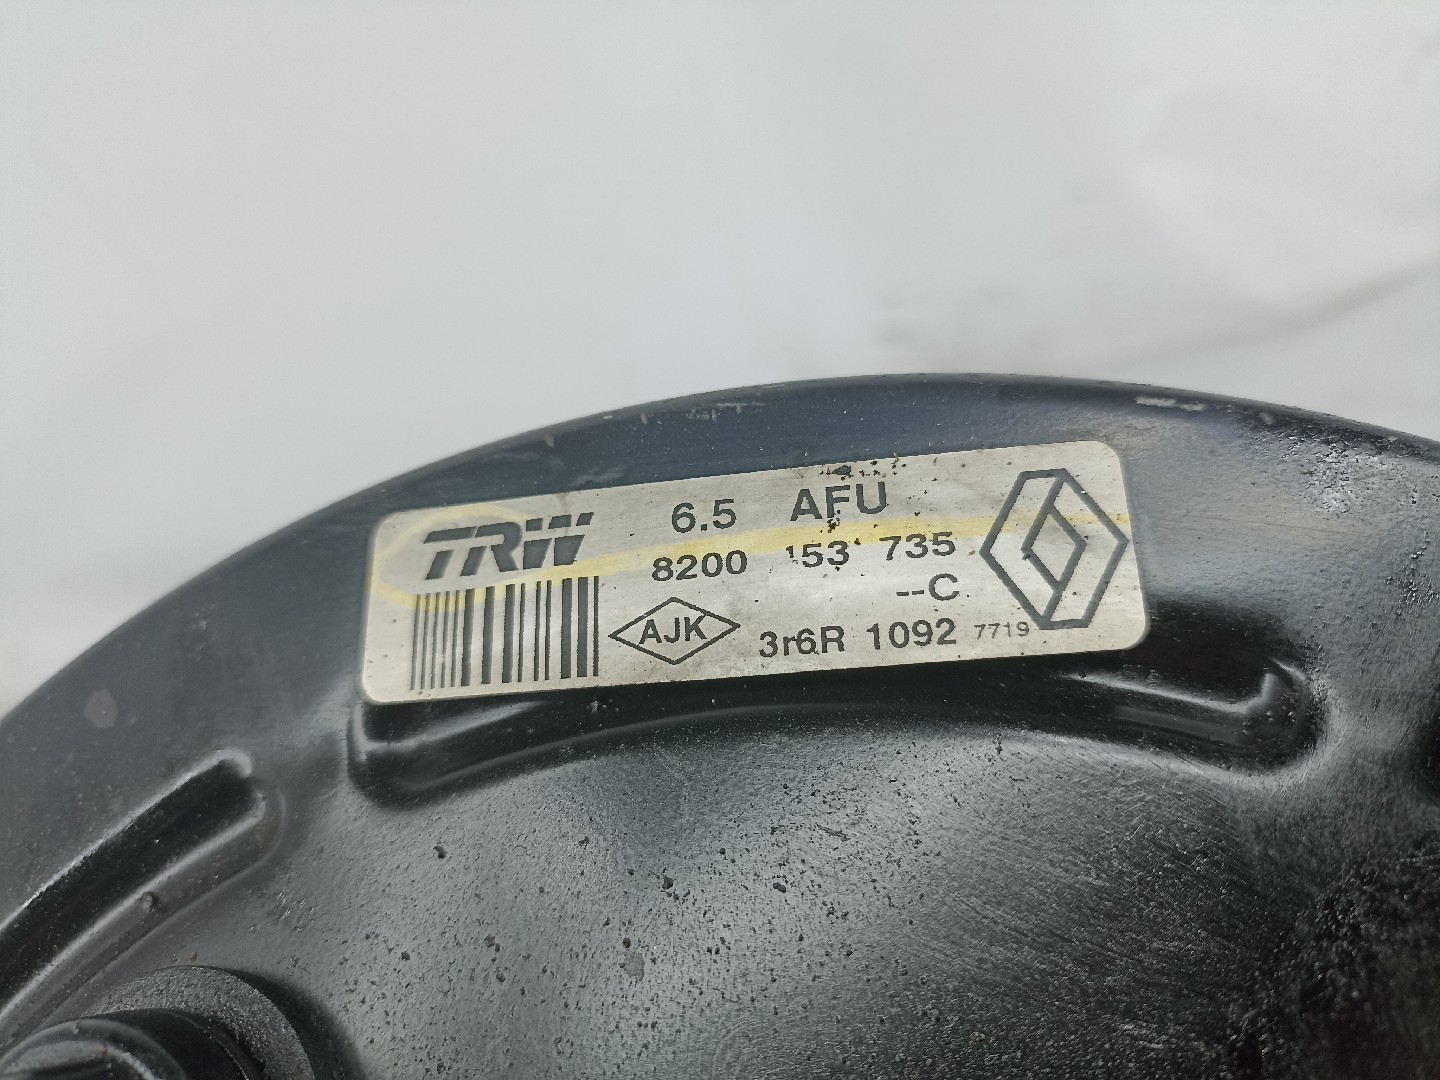 TRW 6.5 AFU
8200 153 735
--C
AJK 3r6R 1092 7719